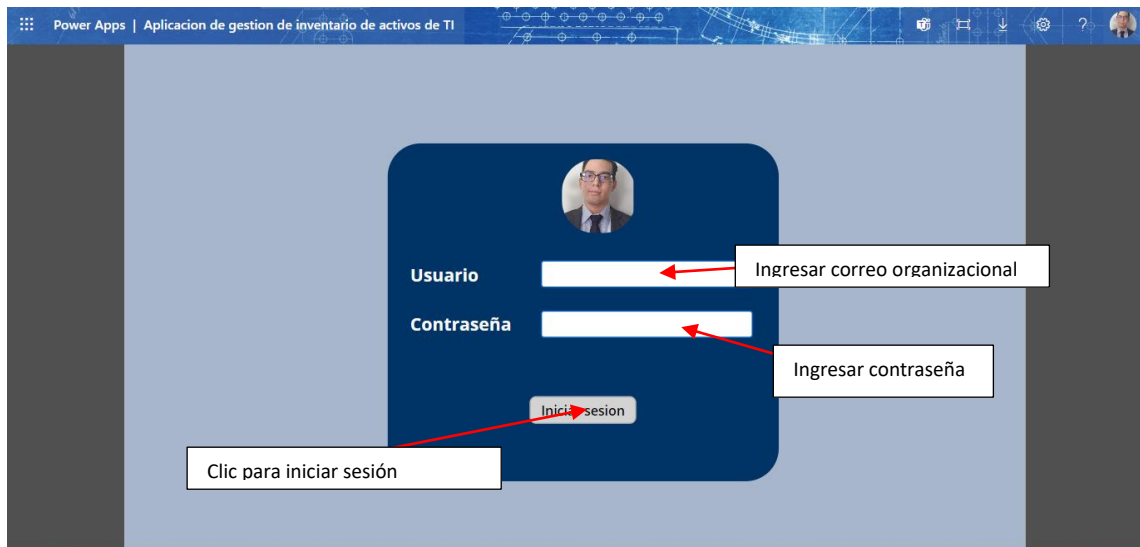 Power Apps | Aplicacion de gestion de inventario de activos de TI
?
Usuario
Ingresar correo organizacional
Contraseña
Ingresar contraseña
Iniciar sesion
Clic para iniciar sesión